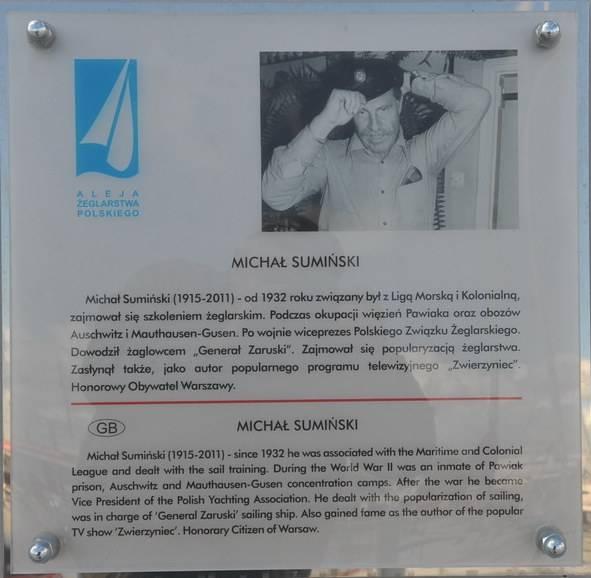 ALEJA
ŻEGLARSTWA
POLSKIEGO
MICHAŁ SUMIŃSKI
Michał Sumiński (1915-2011) - od 1932 roku związany był z Ligą Morską i Kolonialną,
zajmował się szkoleniem żeglarskim. Podczas okupacji więzień Pawiaka oraz obozów
Auschwitz i Mauthausen-Gusen. Po wojnie wiceprezes Polskiego Związku Żeglarskiego.
Dowodził żaglowcem „Generał Zaruski”. Zajmował się popularyzacją żeglarstwa.
Zasłynął także, jako autor popularnego programu telewizyjnego „Zwierzyniec”.
Honorowy Obywatel Warszawy.
GB
MICHAŁ SUMIŃSKI
Michał Sumiński (1915-2011) - since 1932 he was associated with the Maritime and Colonial
League and dealt with the sail training. During the World War II was an inmate of Pawiak
prison, Auschwitz and Mauthausen-Gusen concentration camps. After the war he became
Vice President of the Polish Yachting Association. He dealt with the popularization of sailing,
was in charge of ‘General Zaruski’ sailing ship. Also gained fame as the author of the popular
TV show ‘Zwierzyniec’. Honorary Citizen of Warsaw.